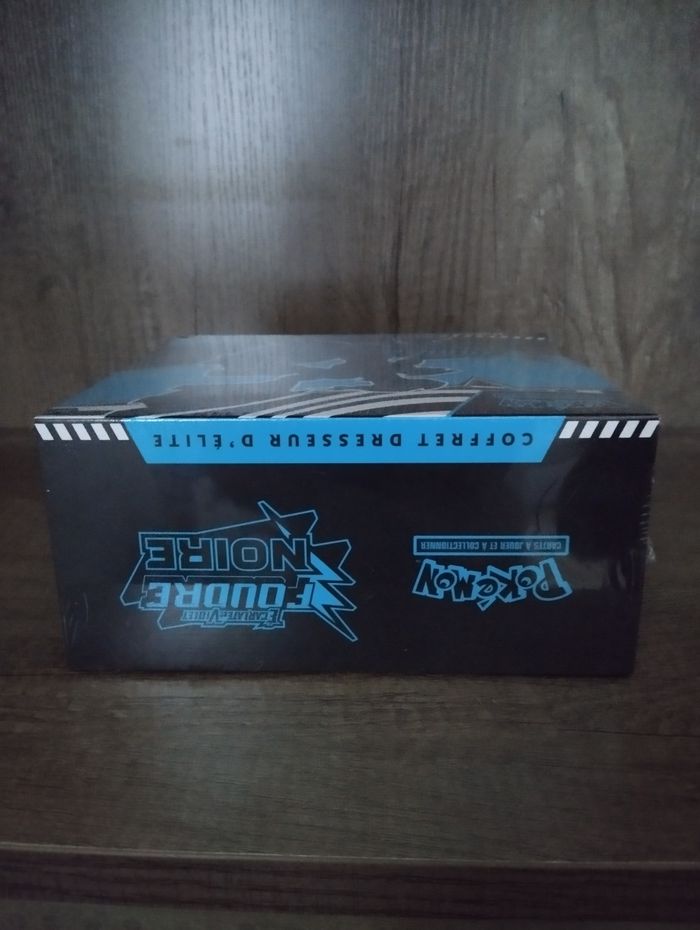 POKÉMON
CARTES À JOUER ET À COLLECTIONNER
ÉCARLATE ET VIOLET
FOUDRE
NOIRE
COFFRET DRESSEUR D'ÉLITE